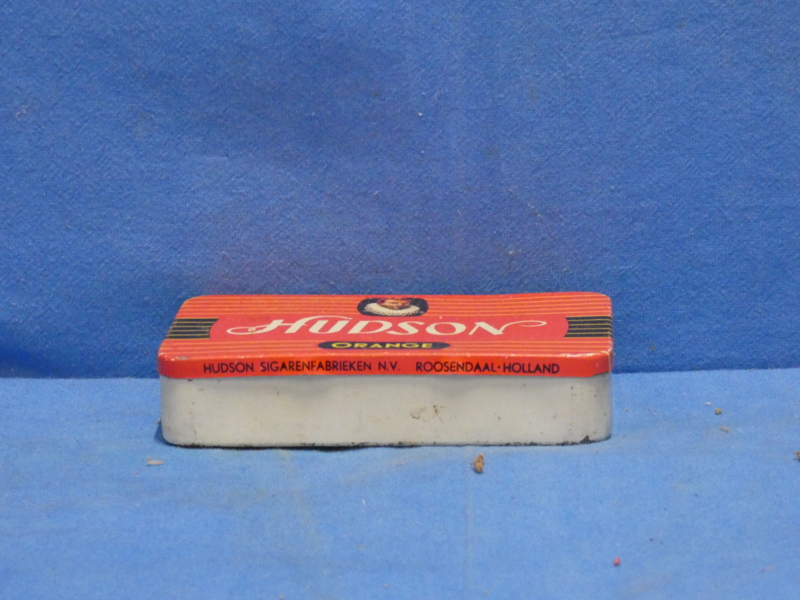 HUDSON
ORANGE
HUDSON SIGARENFABRIEKEN N.V. ROOSENDAAL·HOLLAND